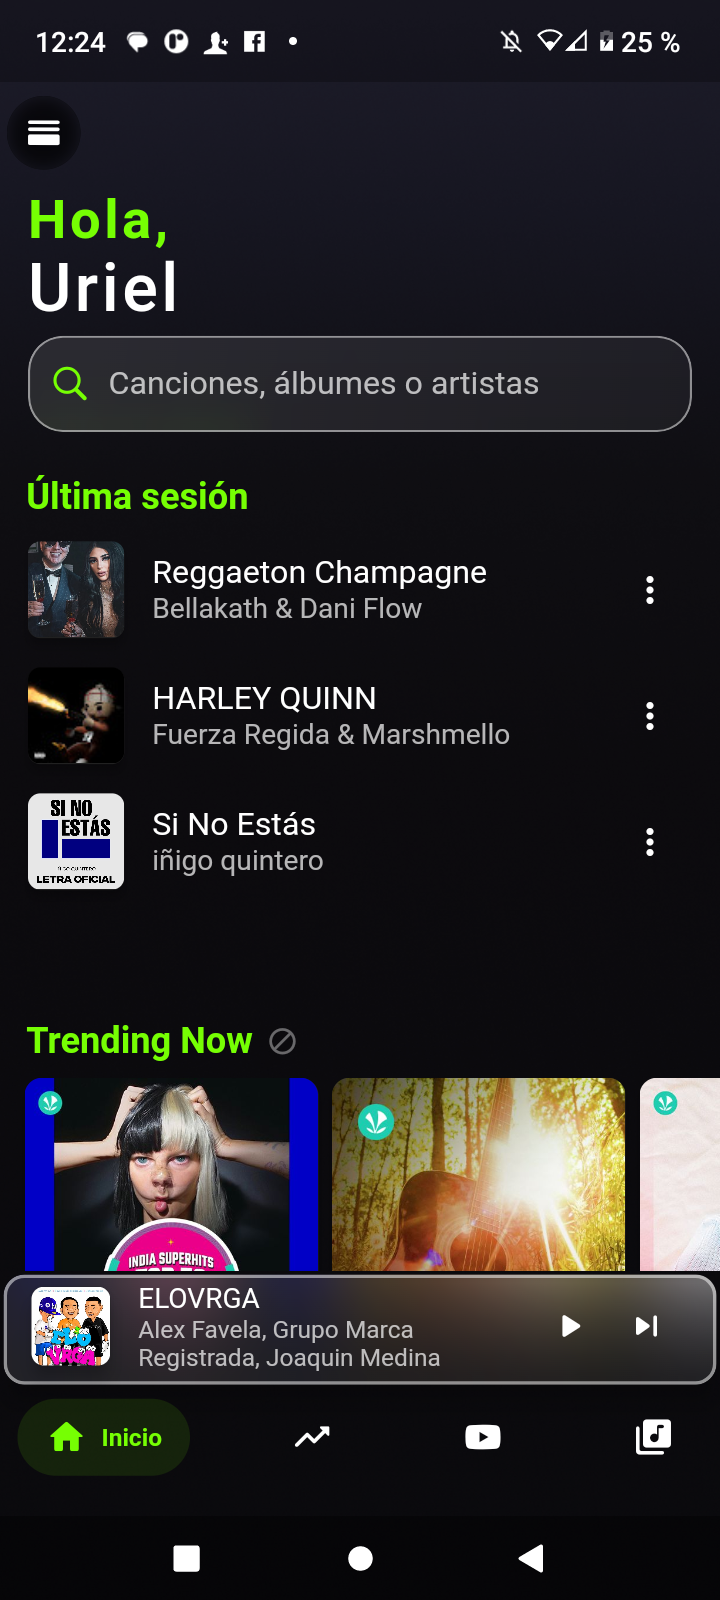 12:24
25 %
Hola,
Uriel
Canciones, álbumes o artistas
Última sesión
Reggaeton Champagne
Bellakath & Dani Flow
HARLEY QUINN
Fuerza Regida & Marshmello
SI NO
ESTÁS
LETRA OFICIAL
Si No Estás
iñigo quintero
Trending Now
INDIA SUPERHITS
ELO
VRGA
ELOVRGA
Alex Favela, Grupo Marca
Registrada, Joaquin Medina
Inicio